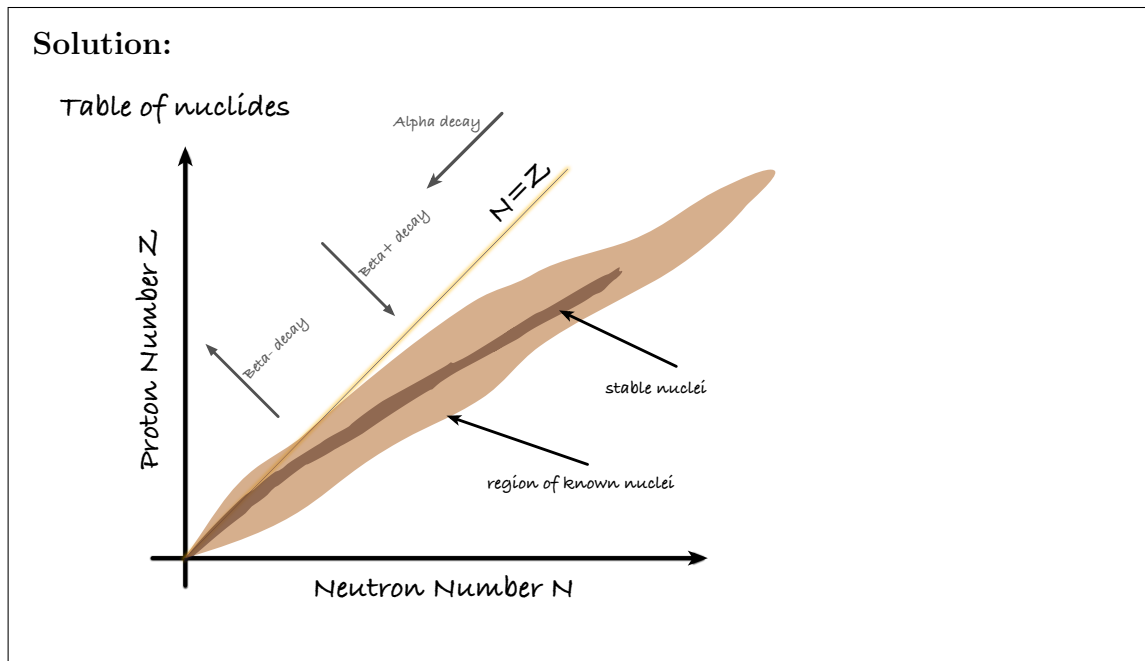 Solution:
Table of nuclides
Alpha decay
N=Z
Beta+ decay
Beta- decay
Proton Number Z
stable nuclei
region of known nuclei
Neutron Number N